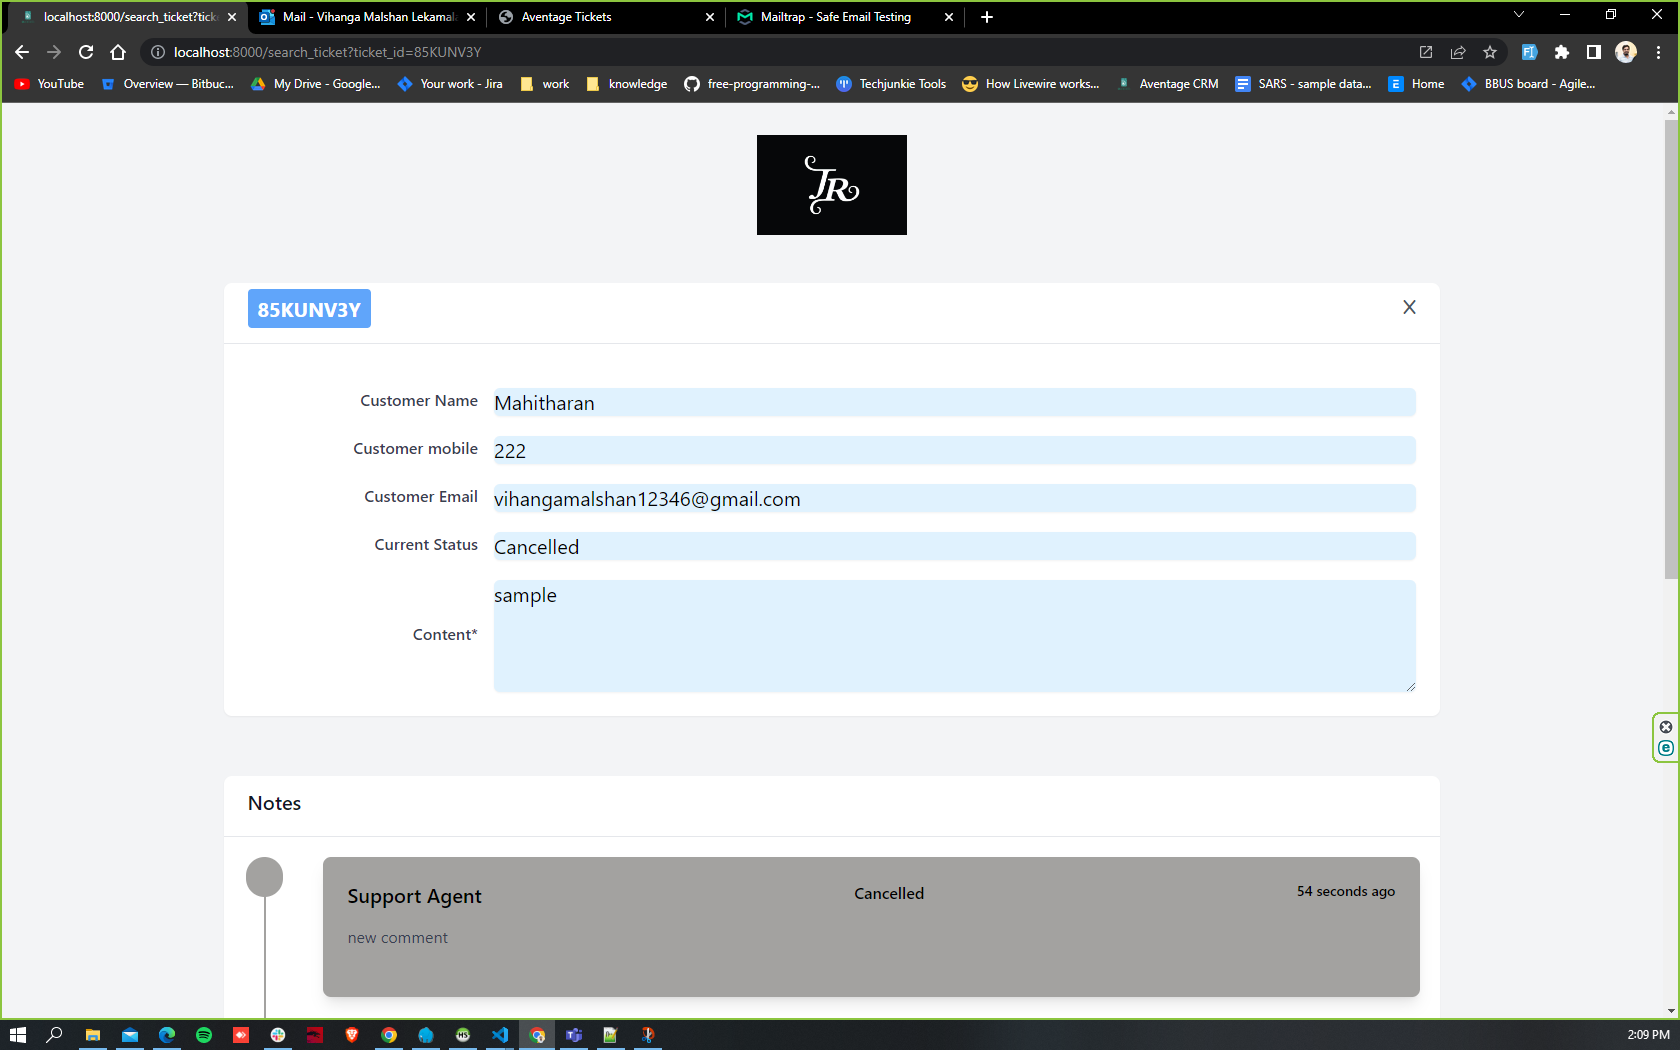 localhost:8000/search_ticket?tick
Mail - Vihanga Malshan Lekamal
Aventage Tickets
Mailtrap - Safe Email Testing
localhost:8000/search_ticket?ticket_id=85KUNV3Y
YouTube
Overview — Bitbuc...
My Drive - Google...
Your work - Jira
work
knowledge
free-programming-...
Techjunkie Tools
How Livewire works...
Aventage CRM
SARS - sample data...
Home
BBUS board - Agile...
JR
85KUNV3Y
X
Customer Name
Mahitharan
Customer mobile
222
Customer Email
vihangamalshan12346@gmail.com
Current Status
Cancelled
Content*
sample
Notes
Support Agent
Cancelled
54 seconds ago
new comment
2:09 PM